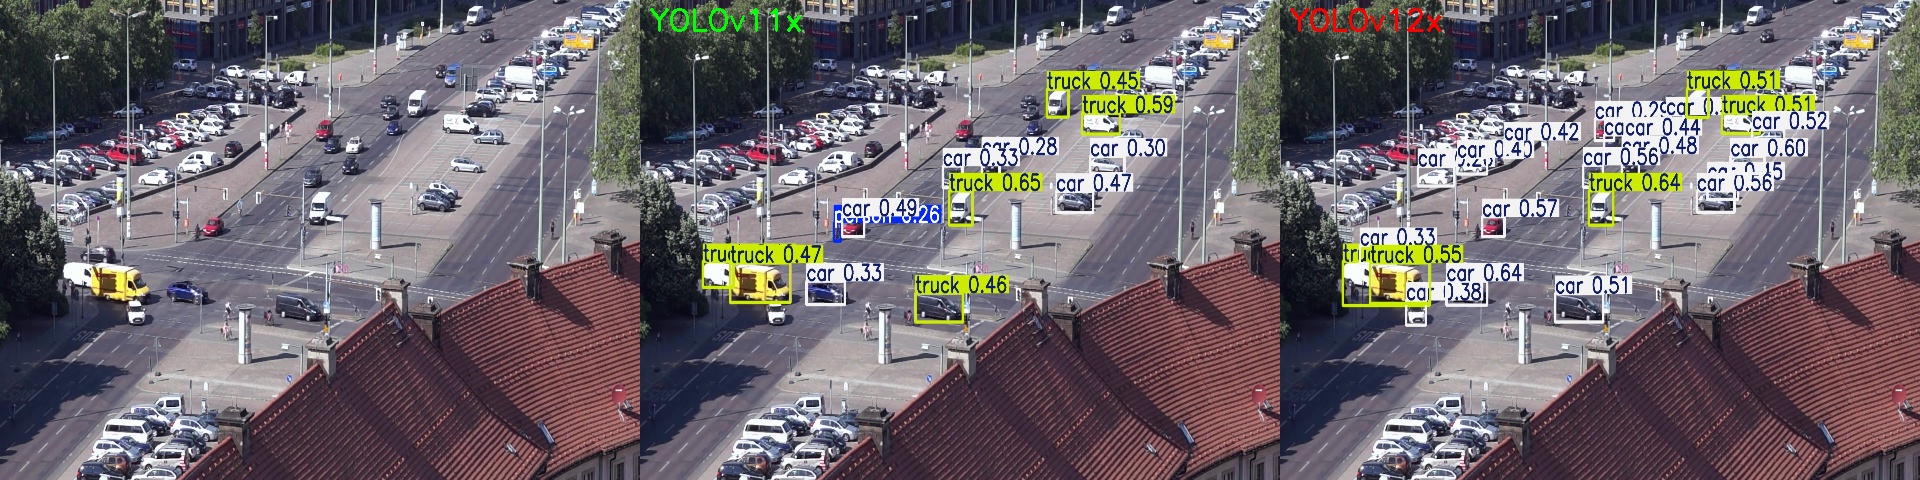 YOLOv11x
truck 0.45
truck 0.59
0.28
car 0.33
car 0.30
truck 0.65
car 0.47
car 0.49
person 0.26
truck 0.47
car 0.33
truck 0.46
YOLOv12x
truck 0.51
car 0.29
truck 0.51
car 0.52
car 0.42
car 0.44
0.48
car 0.60
car 0.56
truck 0.64
car 0.56
car 0.57
car 0.33
truck 0.55
car 0.64
0.38
car 0.51